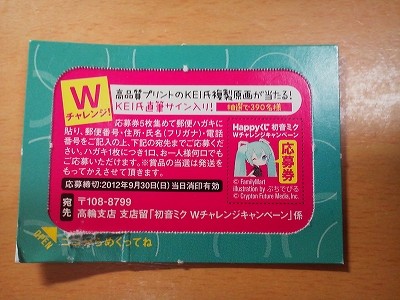 Wチャレンジ!
高品質プリントのKEI氏複製原画が当たる!
KEI氏直筆サイン入り! 抽選で390名様
応募券5枚集めて郵便ハガキに
貼り、郵便番号・住所・氏名(フリガナ)・電話
番号をご記入の上、下記の宛先までご応募くだ
さい。ハガキ1枚につき1口、お一人様何口でも
ご応募いただけます。※賞品の当選は発送を
もってかえさせて頂きます。
応募締切:2012年9月30日(日)当日消印有効
Happyくじ 初音ミク
Wチャレンジキャンペーン
応募券
© FamilyMart
illustration by ぶちでびる
© Crypton Future Media, Inc.
宛先
〒108-8799
高輪支店 支店留「初音ミク Wチャレンジキャンペーン」係
OPEN
ココからめくってね